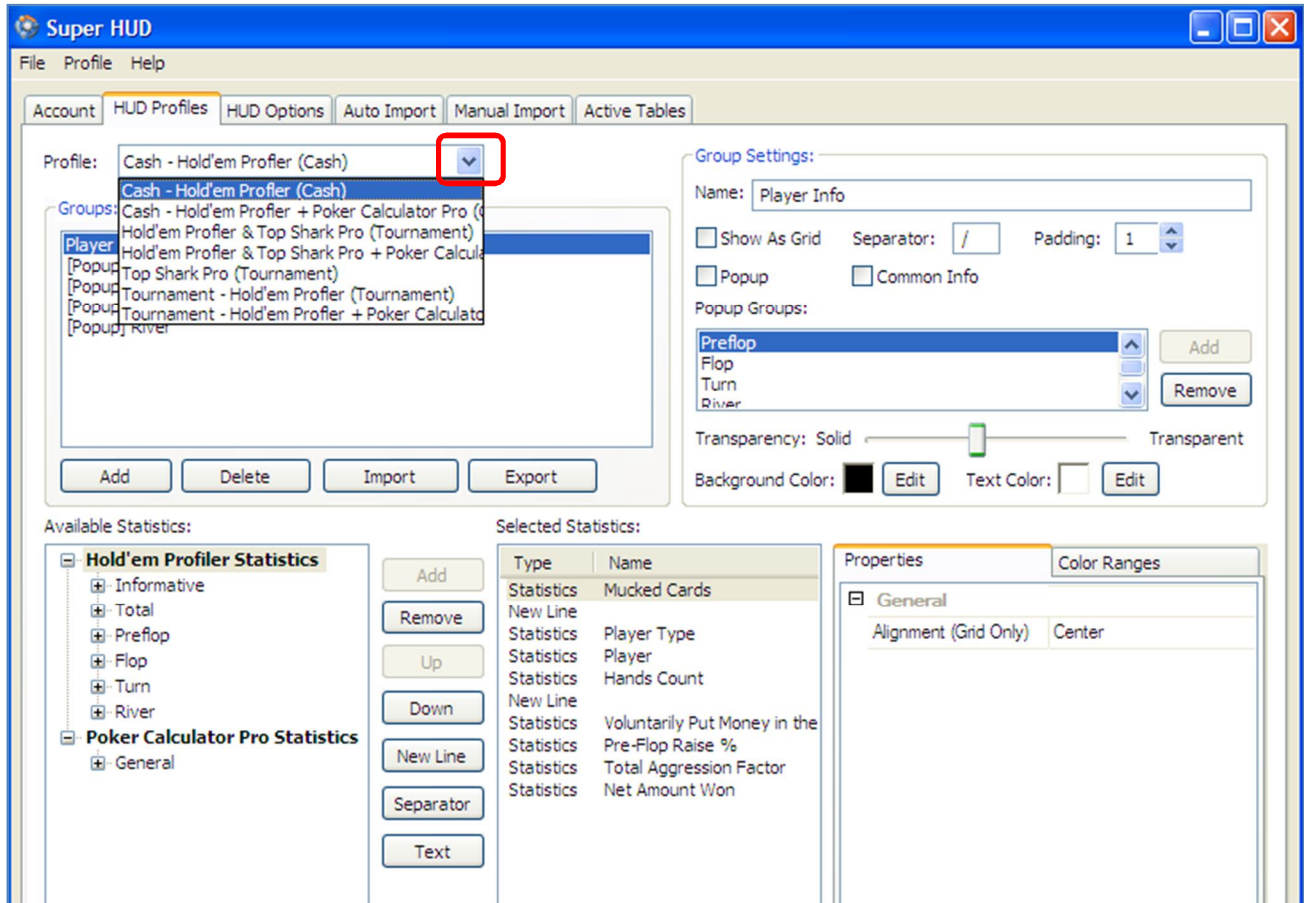 Super HUD
File Profile Help
Account HUD Profiles HUD Options Auto Import Manual Import Active Tables
Profile: Cash - Hold'em Profler (Cash)
Cash - Hold'em Profler (Cash)
Cash - Hold'em Profler + Poker Calculator Pro (
Hold'em Profler & Top Shark Pro (Tournament)
Hold'em Profler & Top Shark Pro + Poker Calcula
Top Shark Pro (Tournament)
Tournament - Hold'em Profler (Tournament)
Tournament - Hold'em Profler + Poker Calculato
Groups:
Player
[Popup
[Popup
[Popup
[Popup] River
Add Delete Import Export
Group Settings:
Name: Player Info
Show As Grid Separator: / Padding: 1
Popup Common Info
Popup Groups:
Preflop
Flop
Turn
River
Add
Remove
Transparency: Solid Transparent
Background Color: Edit Text Color: Edit
Available Statistics:
Hold'em Profiler Statistics
Informative
Total
Preflop
Flop
Turn
River
Poker Calculator Pro Statistics
General
Add
Remove
Up
Down
New Line
Separator
Text
Selected Statistics:
Type Name
Statistics Mucked Cards
New Line
Statistics Player Type
Statistics Player
Statistics Hands Count
New Line
Statistics Voluntarily Put Money in the
Statistics Pre-Flop Raise %
Statistics Total Aggression Factor
Statistics Net Amount Won
Properties Color Ranges
General
Alignment (Grid Only) Center